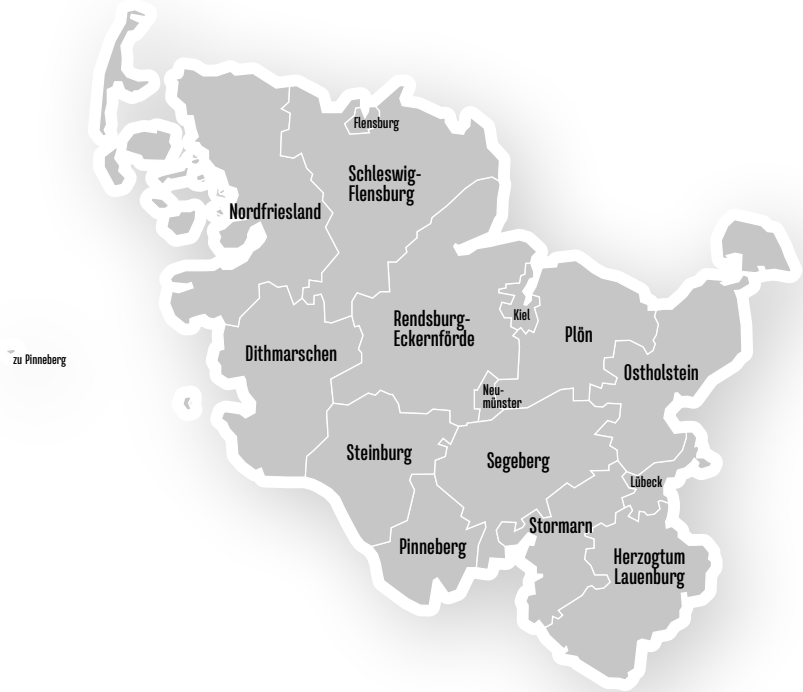 Flensburg
Schleswig-
Flensburg
Nordfriesland
Kiel
Rendsburg-
Eckernförde
Plön
zu Pinneberg
Dithmarschen
Ostholstein
Neu-
münster
Steinburg
Segeberg
Lübeck
Stormarn
Pinneberg
Herzogtum
Lauenburg